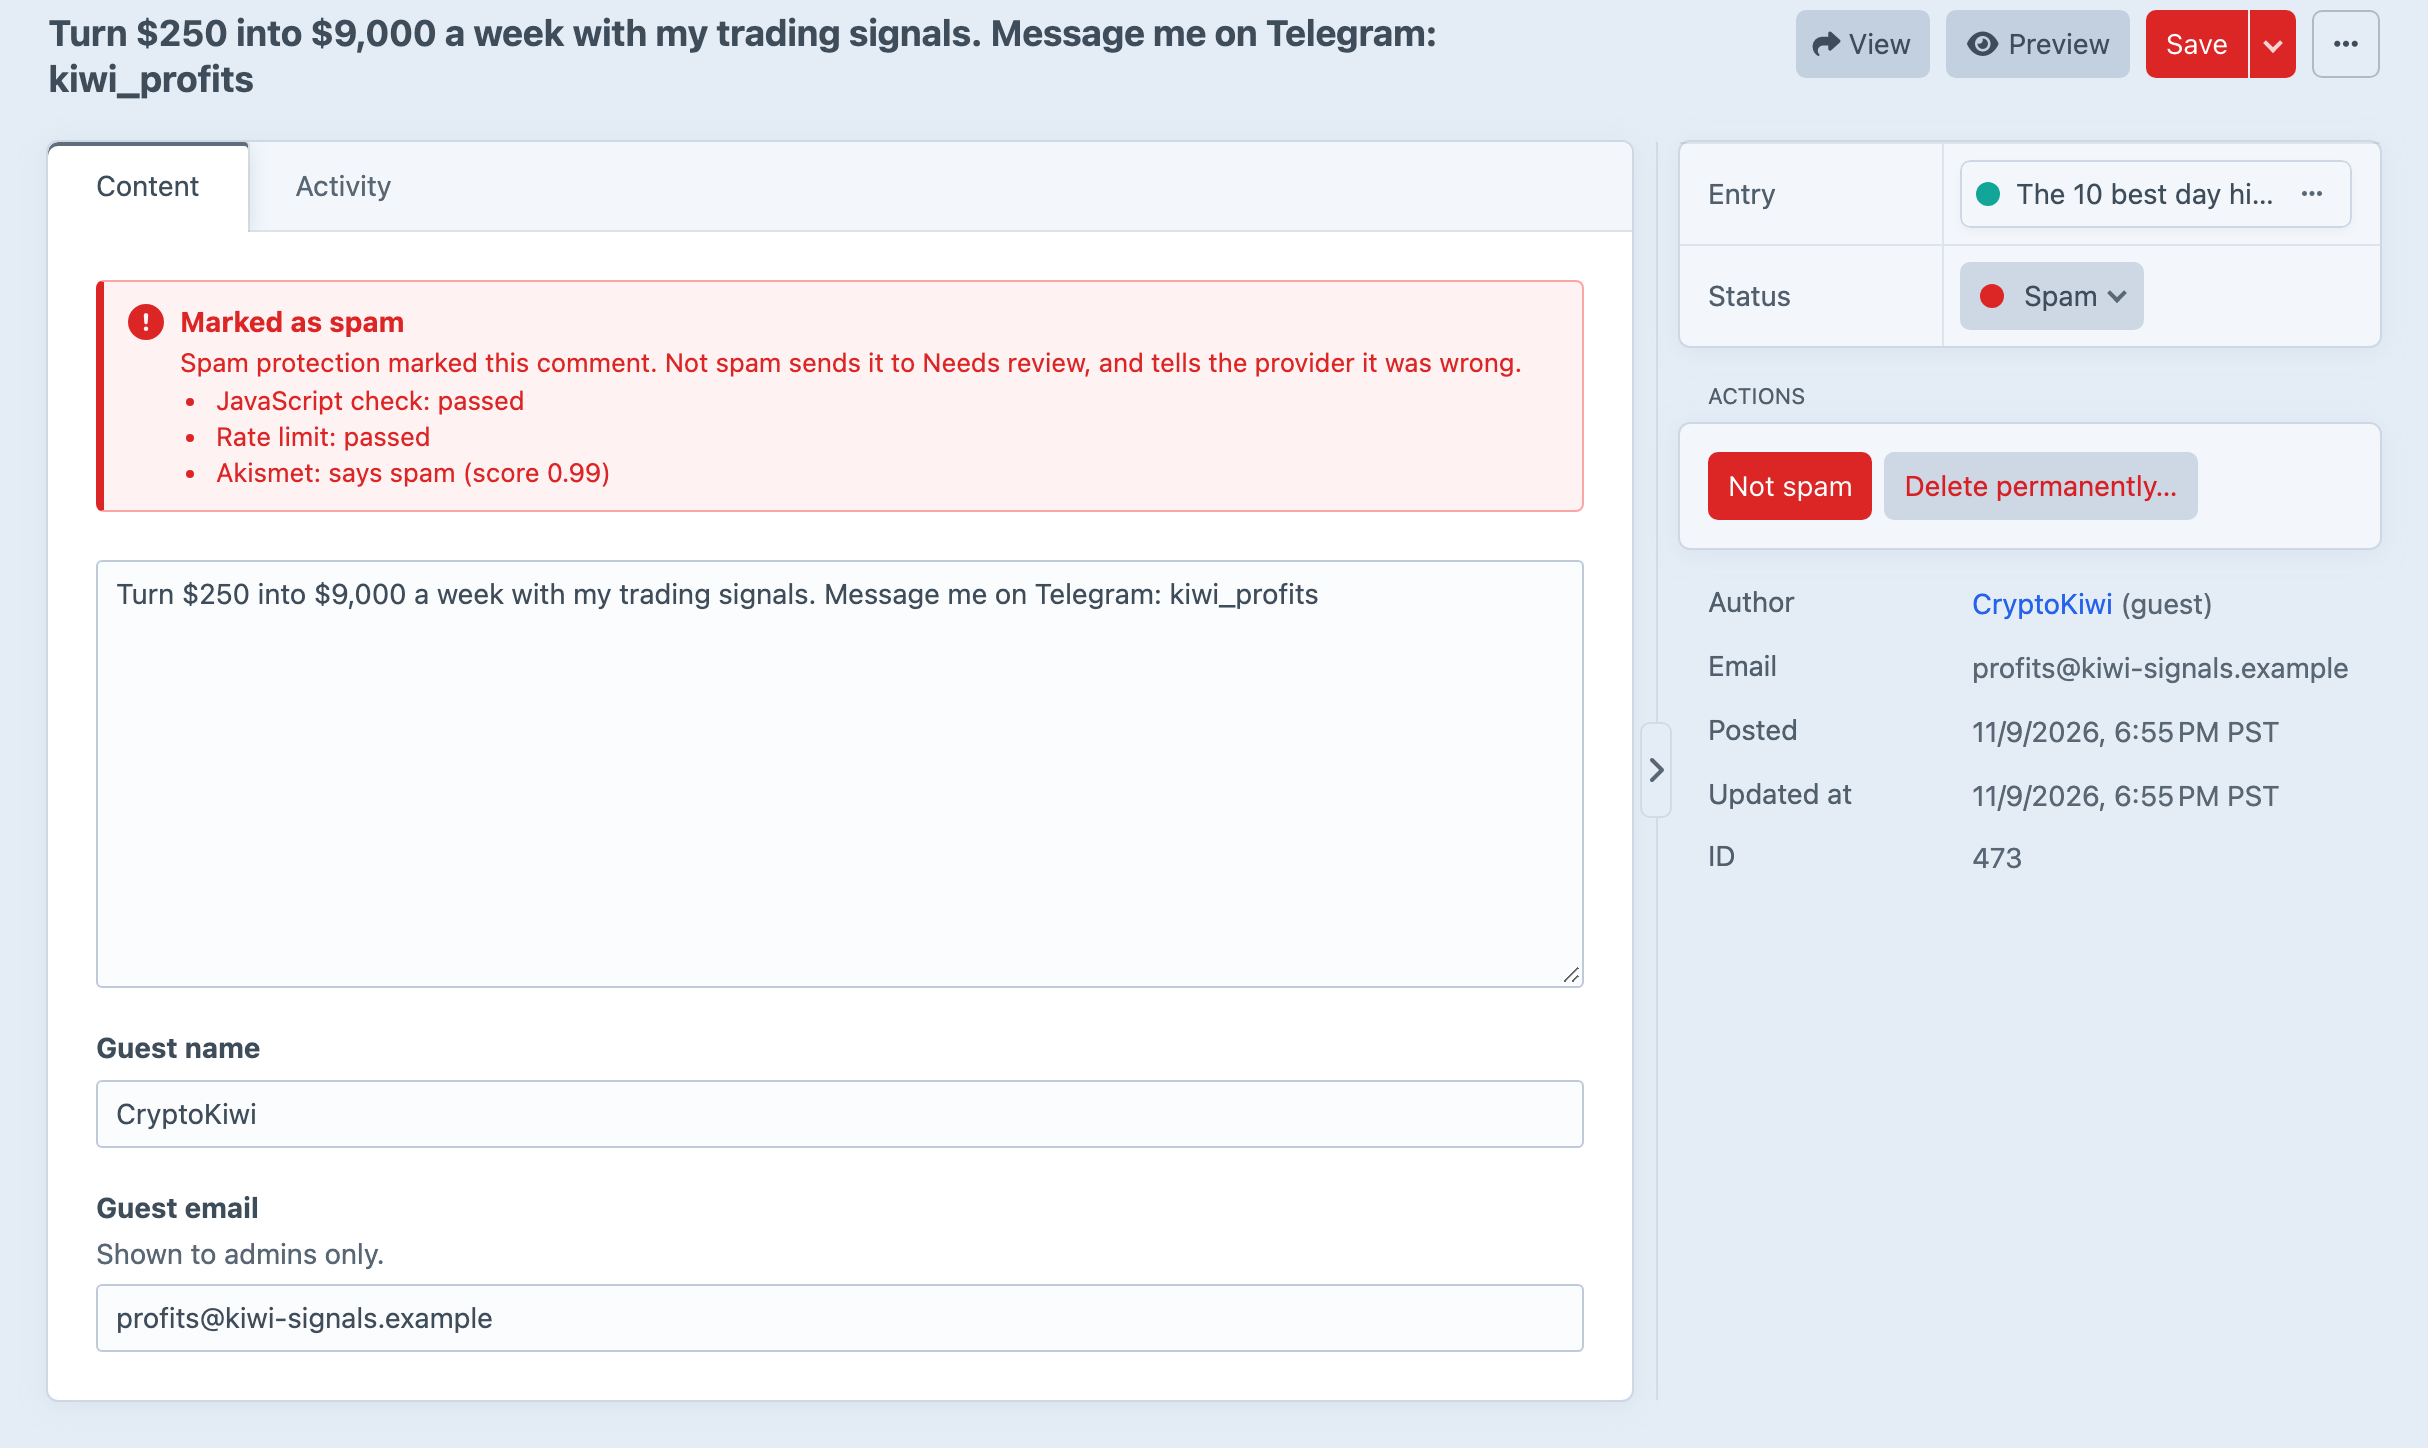 Turn $250 into $9,000 a week with my trading signals. Message me on Telegram:
kiwi_profits
View
Preview
Save
Content
Activity
Marked as spam
Spam protection marked this comment. Not spam sends it to Needs review, and tells the provider it was wrong.
• JavaScript check: passed
• Rate limit: passed
• Akismet: says spam (score 0.99)
Turn $250 into $9,000 a week with my trading signals. Message me on Telegram: kiwi_profits
Guest name
CryptoKiwi
Guest email
Shown to admins only.
profits@kiwi-signals.example
Entry
The 10 best day hi...
Status
Spam
ACTIONS
Not spam
Delete permanently...
Author
CryptoKiwi (guest)
Email
profits@kiwi-signals.example
Posted
11/9/2026, 6:55 PM PST
Updated at
11/9/2026, 6:55 PM PST
ID
473